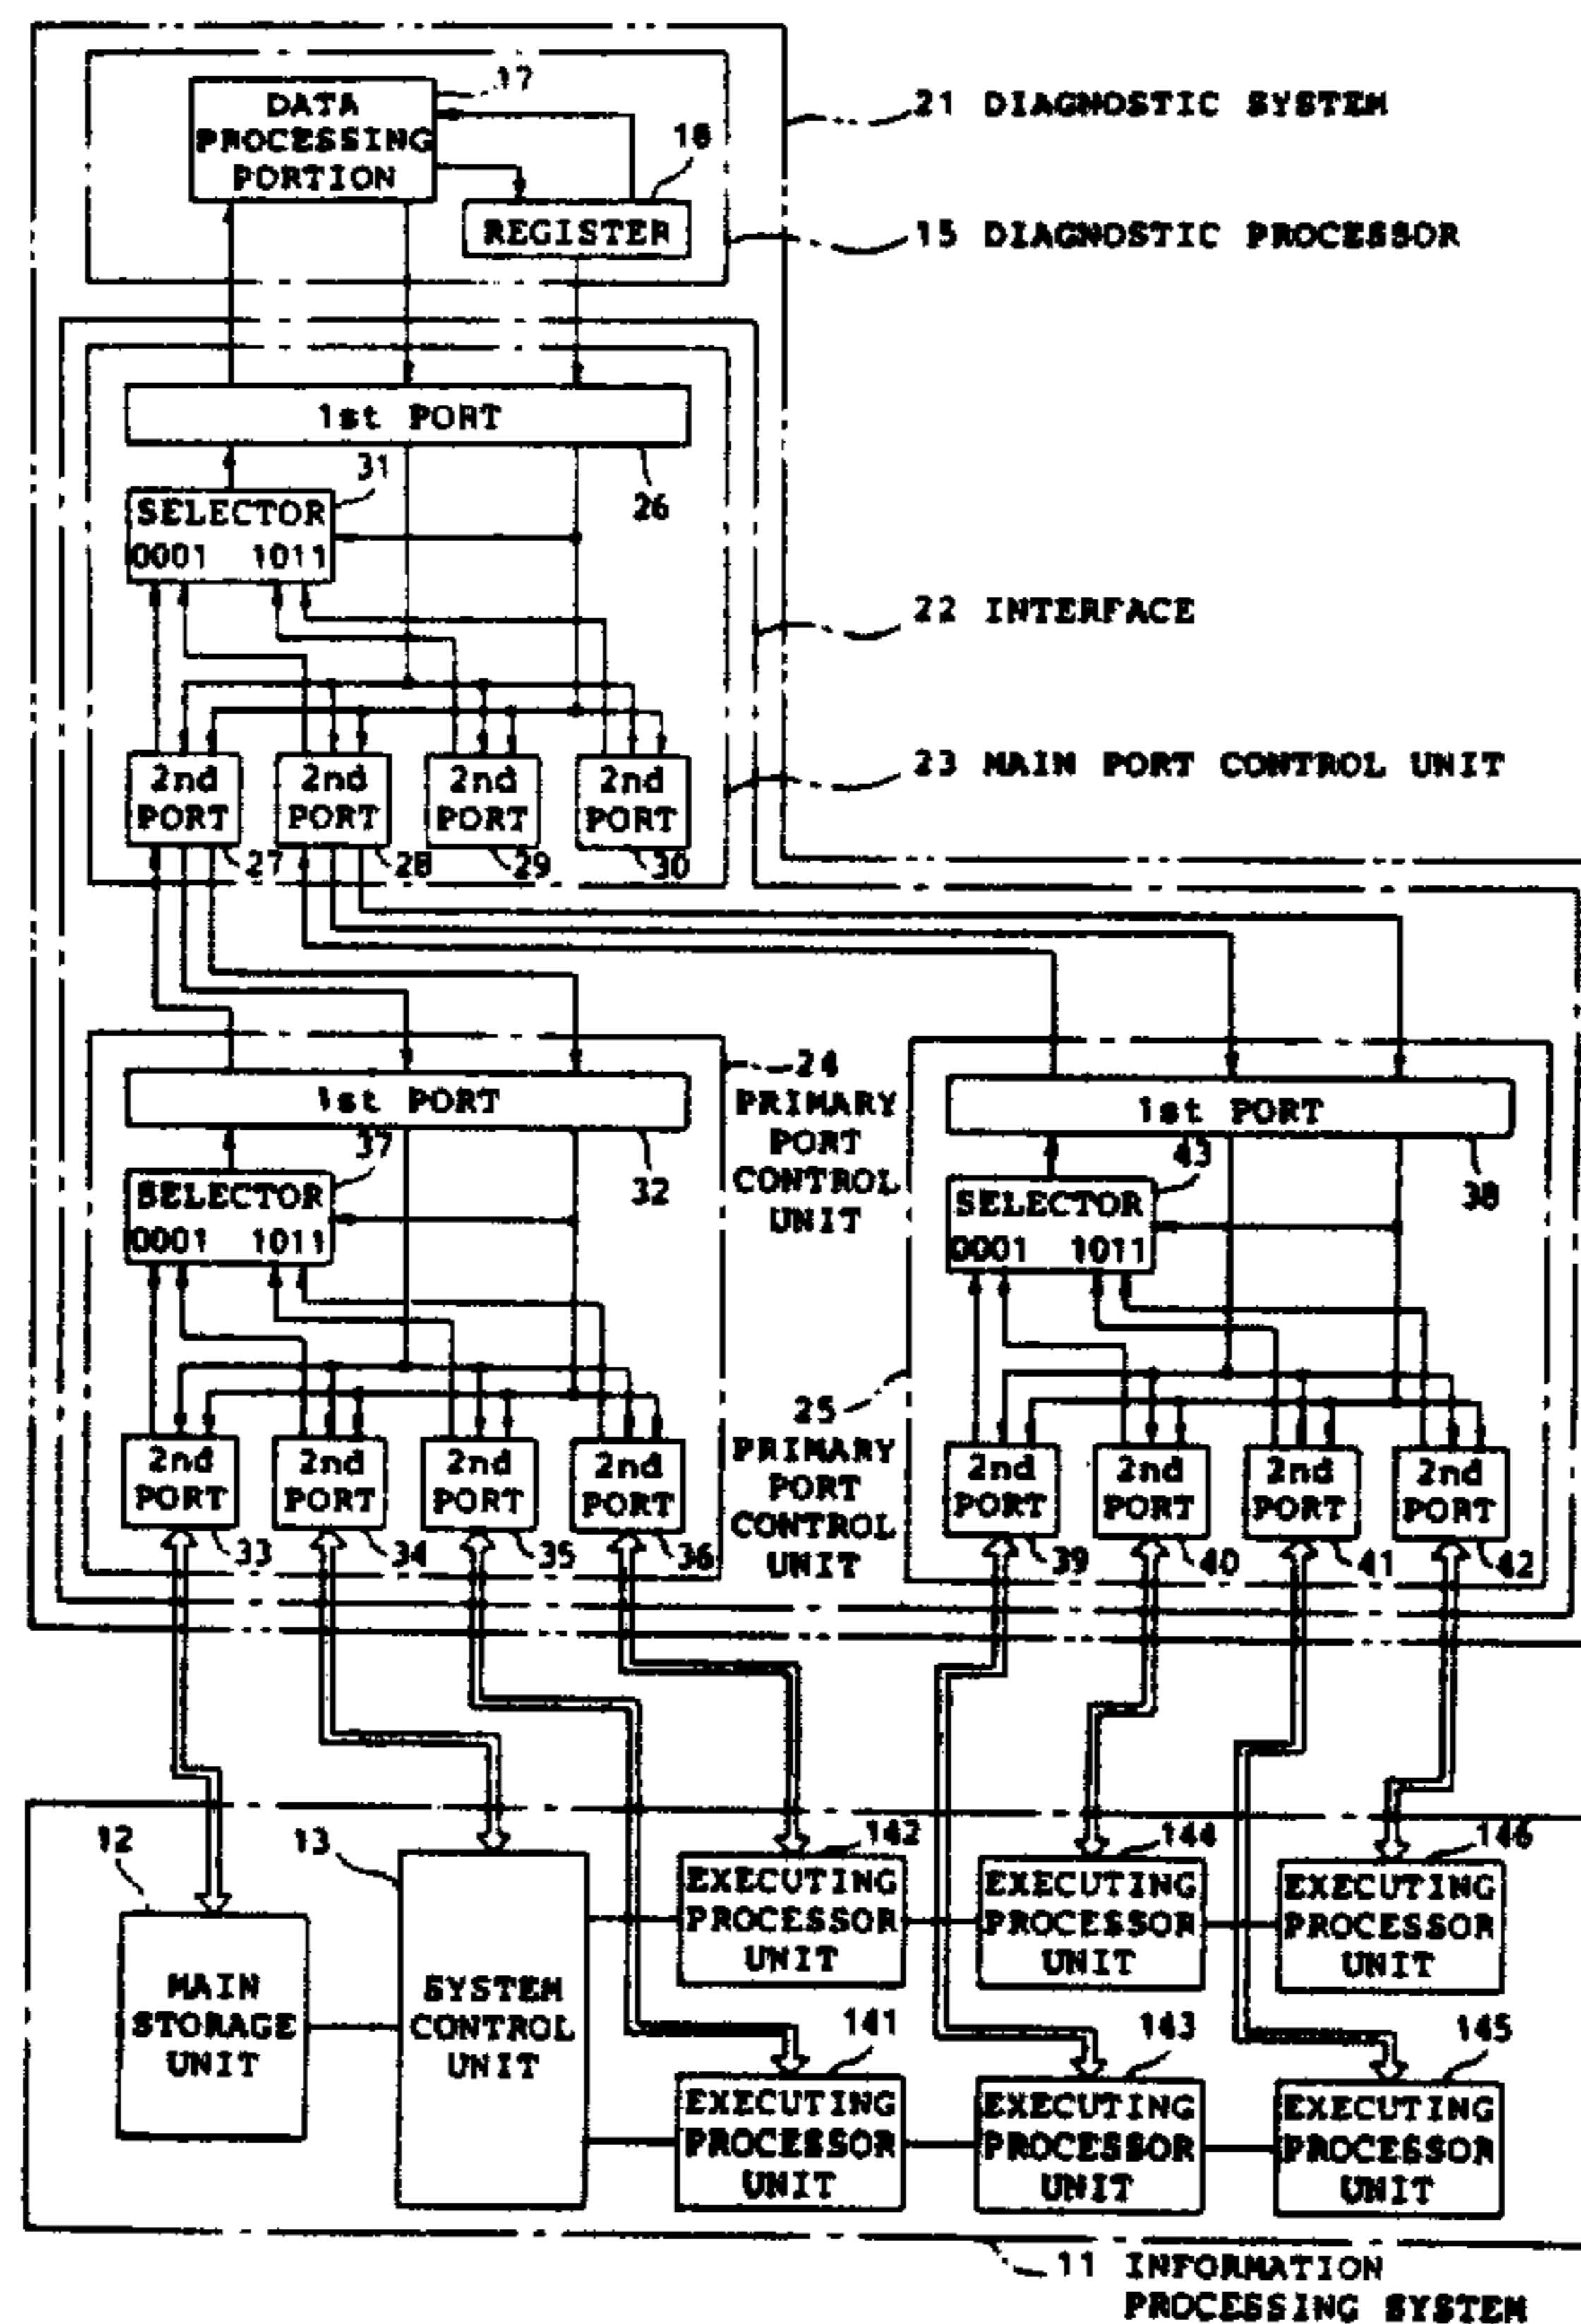 17
DATA
PROCESSING
PORTION
18
REGISTER
21 DIAGNOSTIC SYSTEM
15 DIAGNOSTIC PROCESSOR
1st PORT
26
31
SELECTOR
0001 1011
22 INTERFACE
23 MAIN PORT CONTROL UNIT
2nd PORT
27
2nd PORT
28
2nd PORT
29
2nd PORT
30
24
PRIMARY
PORT
CONTROL
UNIT
1st PORT
32
37
SELECTOR
0001 1011
1st PORT
38
43
SELECTOR
0001 1011
25
PRIMARY
PORT
CONTROL
UNIT
2nd PORT
33
2nd PORT
34
2nd PORT
35
2nd PORT
36
2nd PORT
39
2nd PORT
40
2nd PORT
41
2nd PORT
42
12
MAIN
STORAGE
UNIT
13
SYSTEM
CONTROL
UNIT
142
EXECUTING
PROCESSOR
UNIT
144
EXECUTING
PROCESSOR
UNIT
146
EXECUTING
PROCESSOR
UNIT
141
EXECUTING
PROCESSOR
UNIT
143
EXECUTING
PROCESSOR
UNIT
145
EXECUTING
PROCESSOR
UNIT
11 INFORMATION
PROCESSING SYSTEM